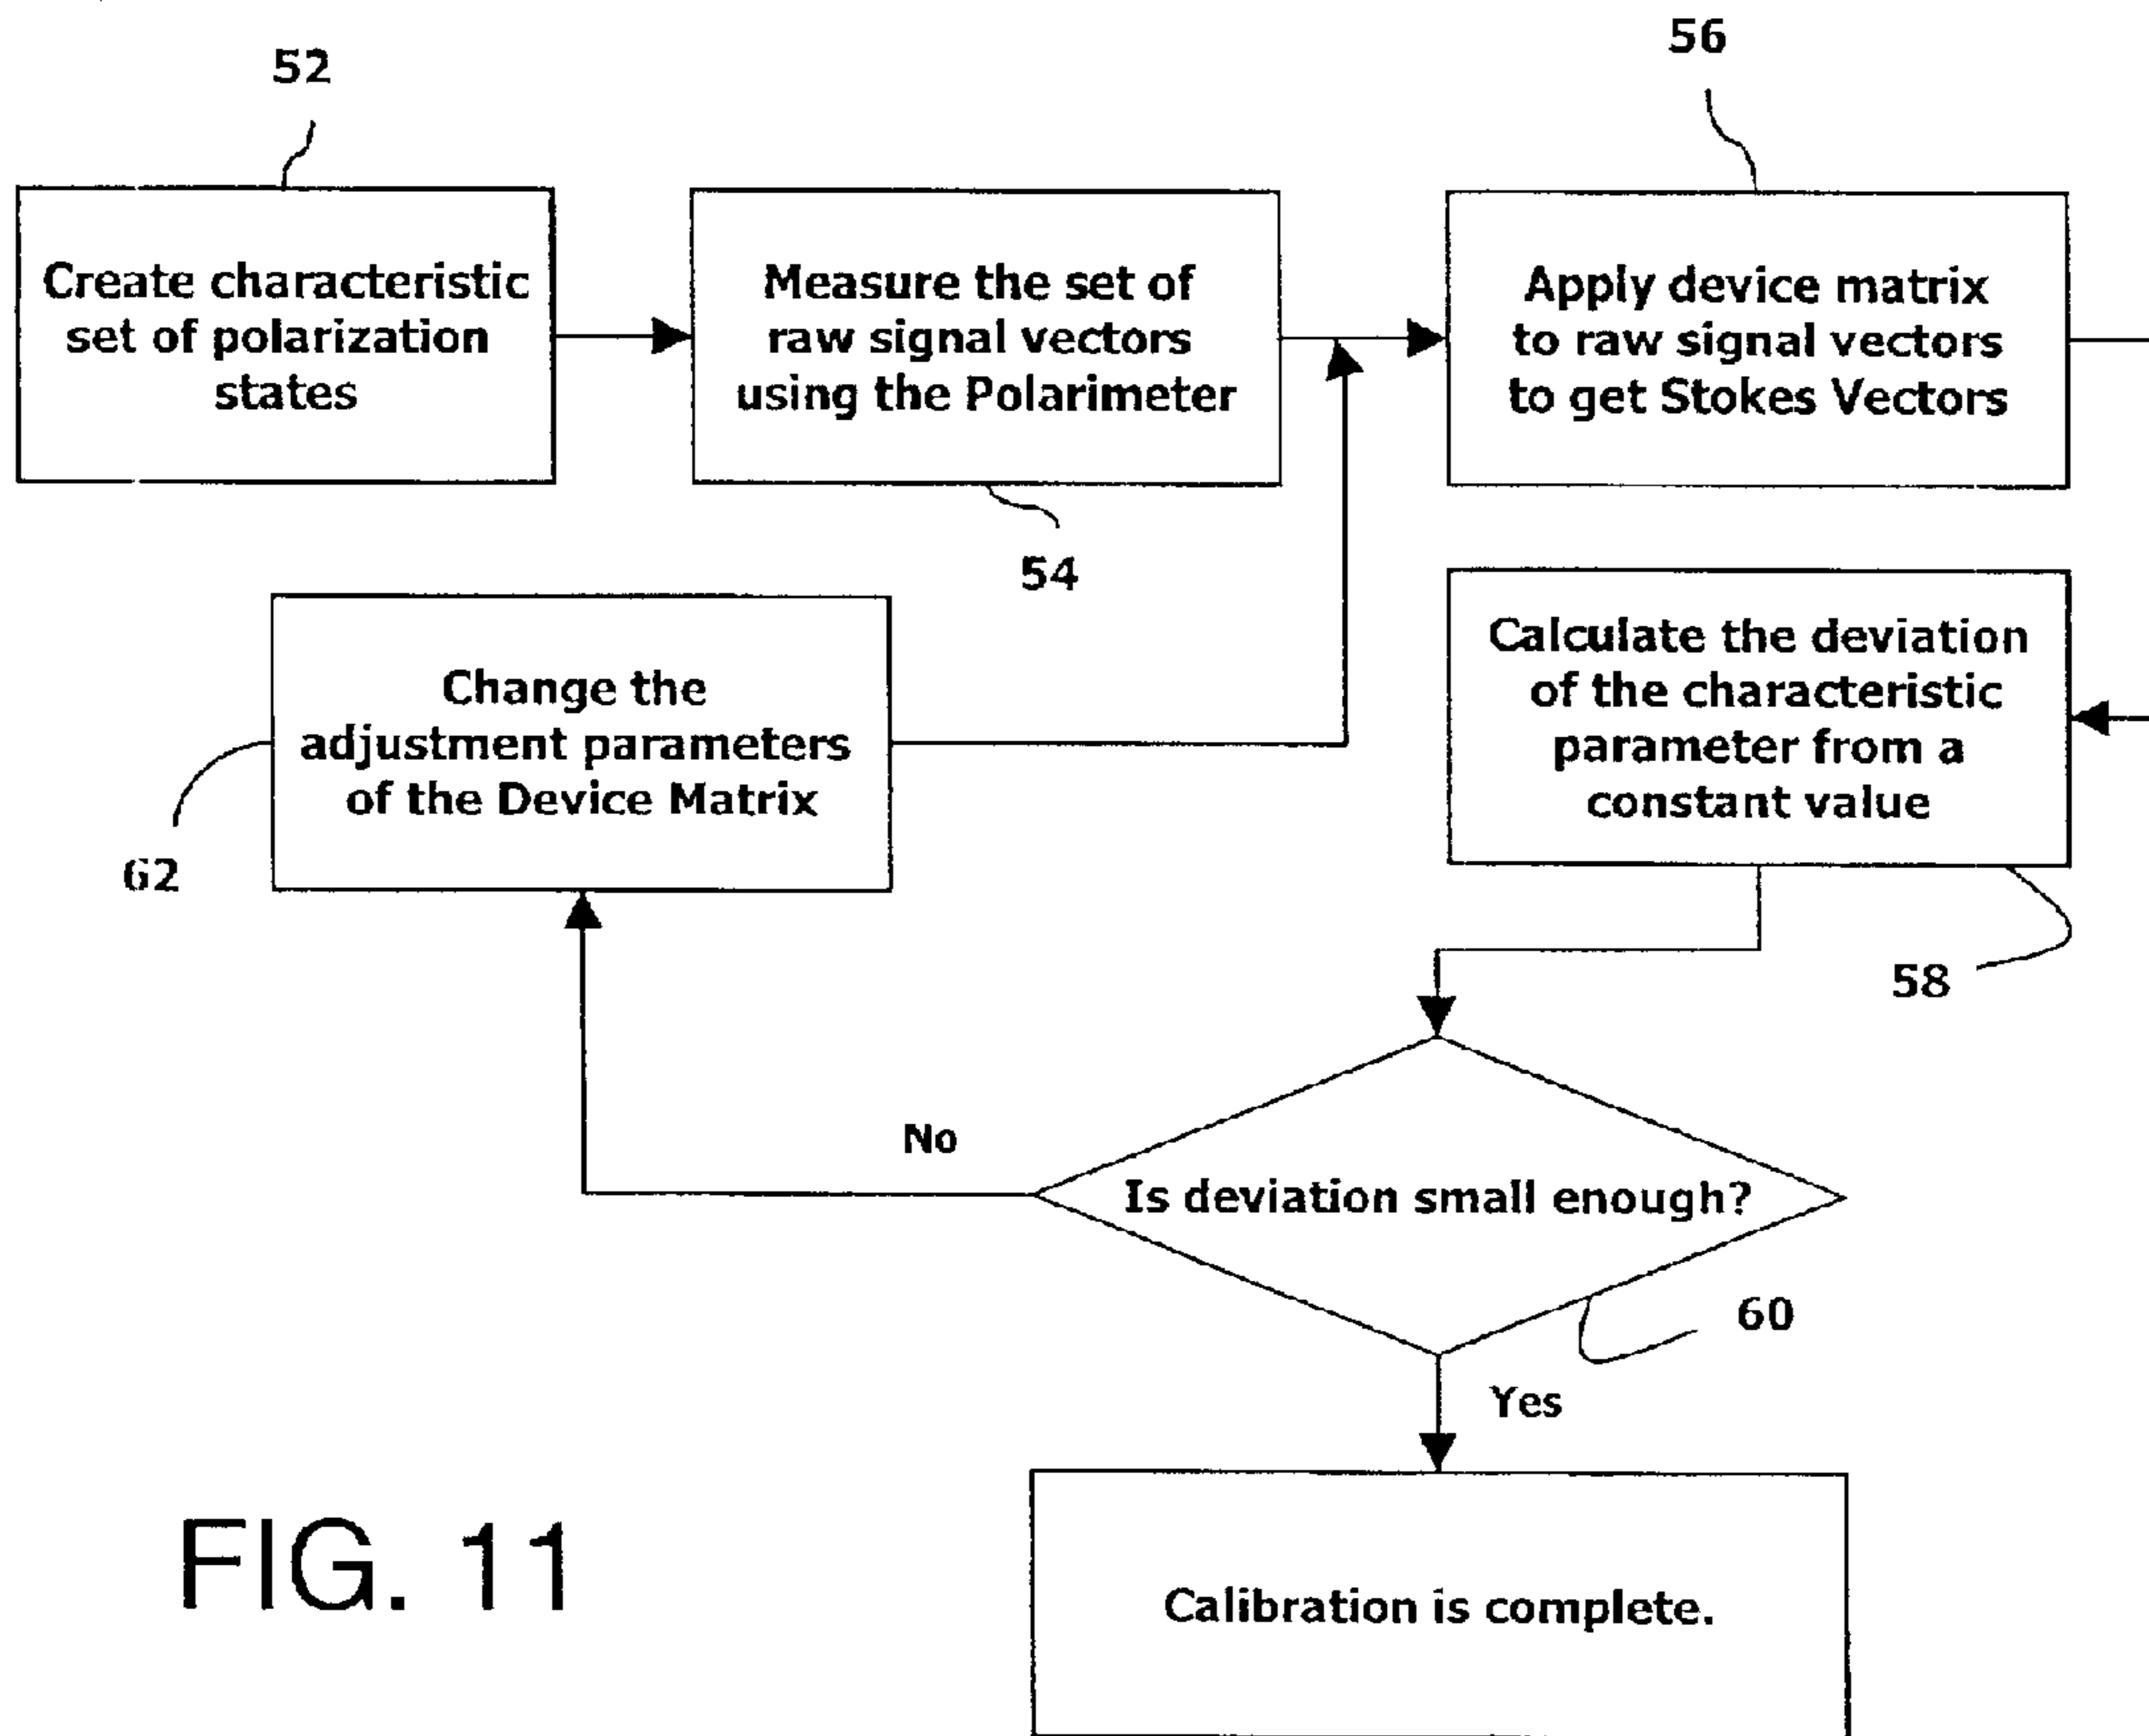 52
56
Create characteristic
set of polarization
states
Measure the set of
raw signal vectors
using the Polarimeter
Apply device matrix
to raw signal vectors
to get Stokes Vectors
54
Change the
adjustment parameters
of the Device Matrix
Calculate the deviation
of the characteristic
parameter from a
constant value
62
58
No
Is deviation small enough?
60
Yes
Calibration is complete.
FIG. 11